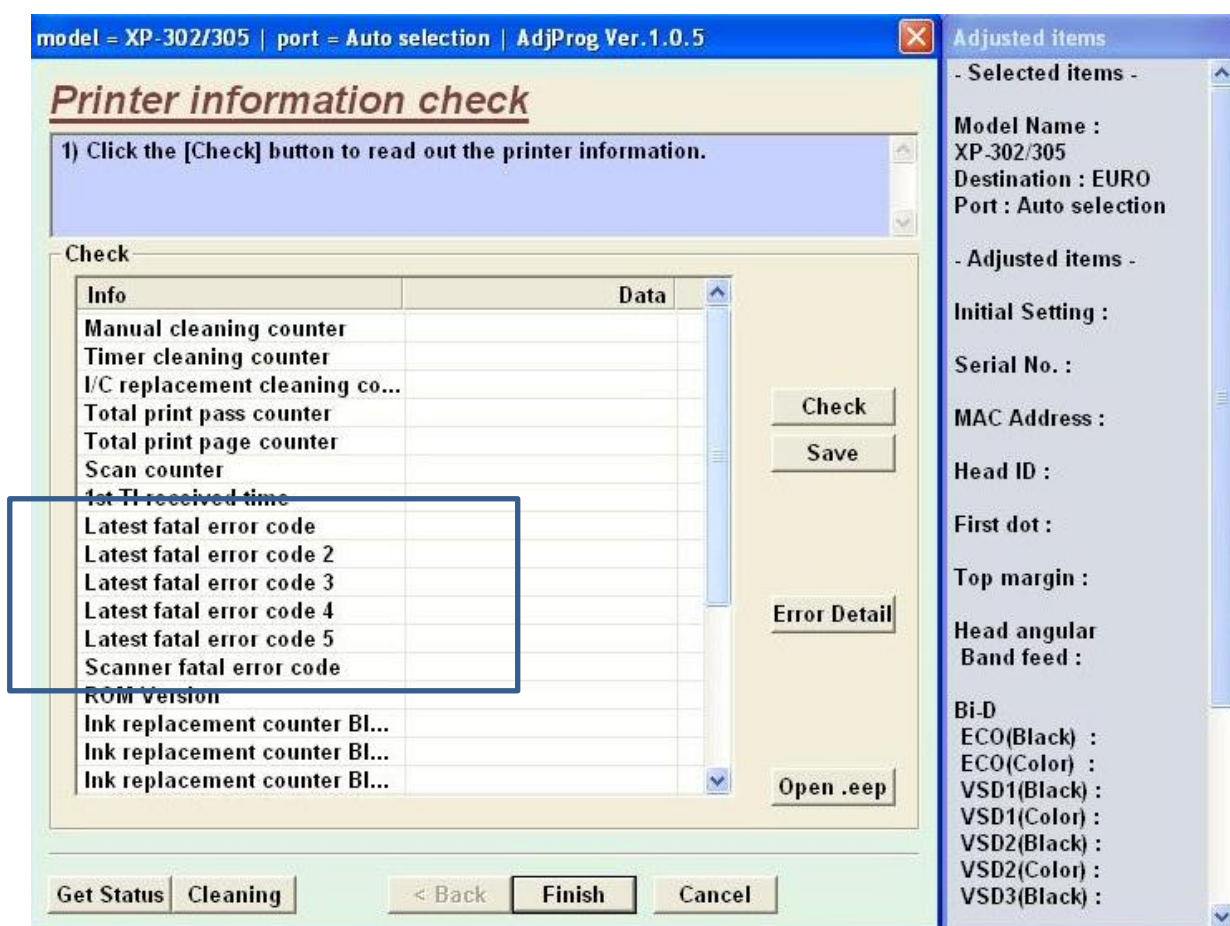 model = XP-302/305 | port = Auto selection | AdjProg Ver.1.0.5
Printer information check
1) Click the [Check] button to read out the printer information.
Check
Info Data
Manual cleaning counter
Timer cleaning counter
I/C replacement cleaning co...
Total print pass counter
Total print page counter
Scan counter
1st TI received time
Latest fatal error code
Latest fatal error code 2
Latest fatal error code 3
Latest fatal error code 4
Latest fatal error code 5
Scanner fatal error code
ROM Version
Ink replacement counter Bl...
Ink replacement counter Bl...
Ink replacement counter Bl...
Check
Save
Error Detail
Open .eep
Get Status Cleaning < Back Finish Cancel
Adjusted items
- Selected items -
Model Name :
XP-302/305
Destination : EURO
Port : Auto selection
- Adjusted items -
Initial Setting :
Serial No. :
MAC Address :
Head ID :
First dot :
Top margin :
Head angular
Band feed :
Bi-D
ECO(Black) :
ECO(Color) :
VSD1(Black) :
VSD1(Color) :
VSD2(Black) :
VSD2(Color) :
VSD3(Black) :